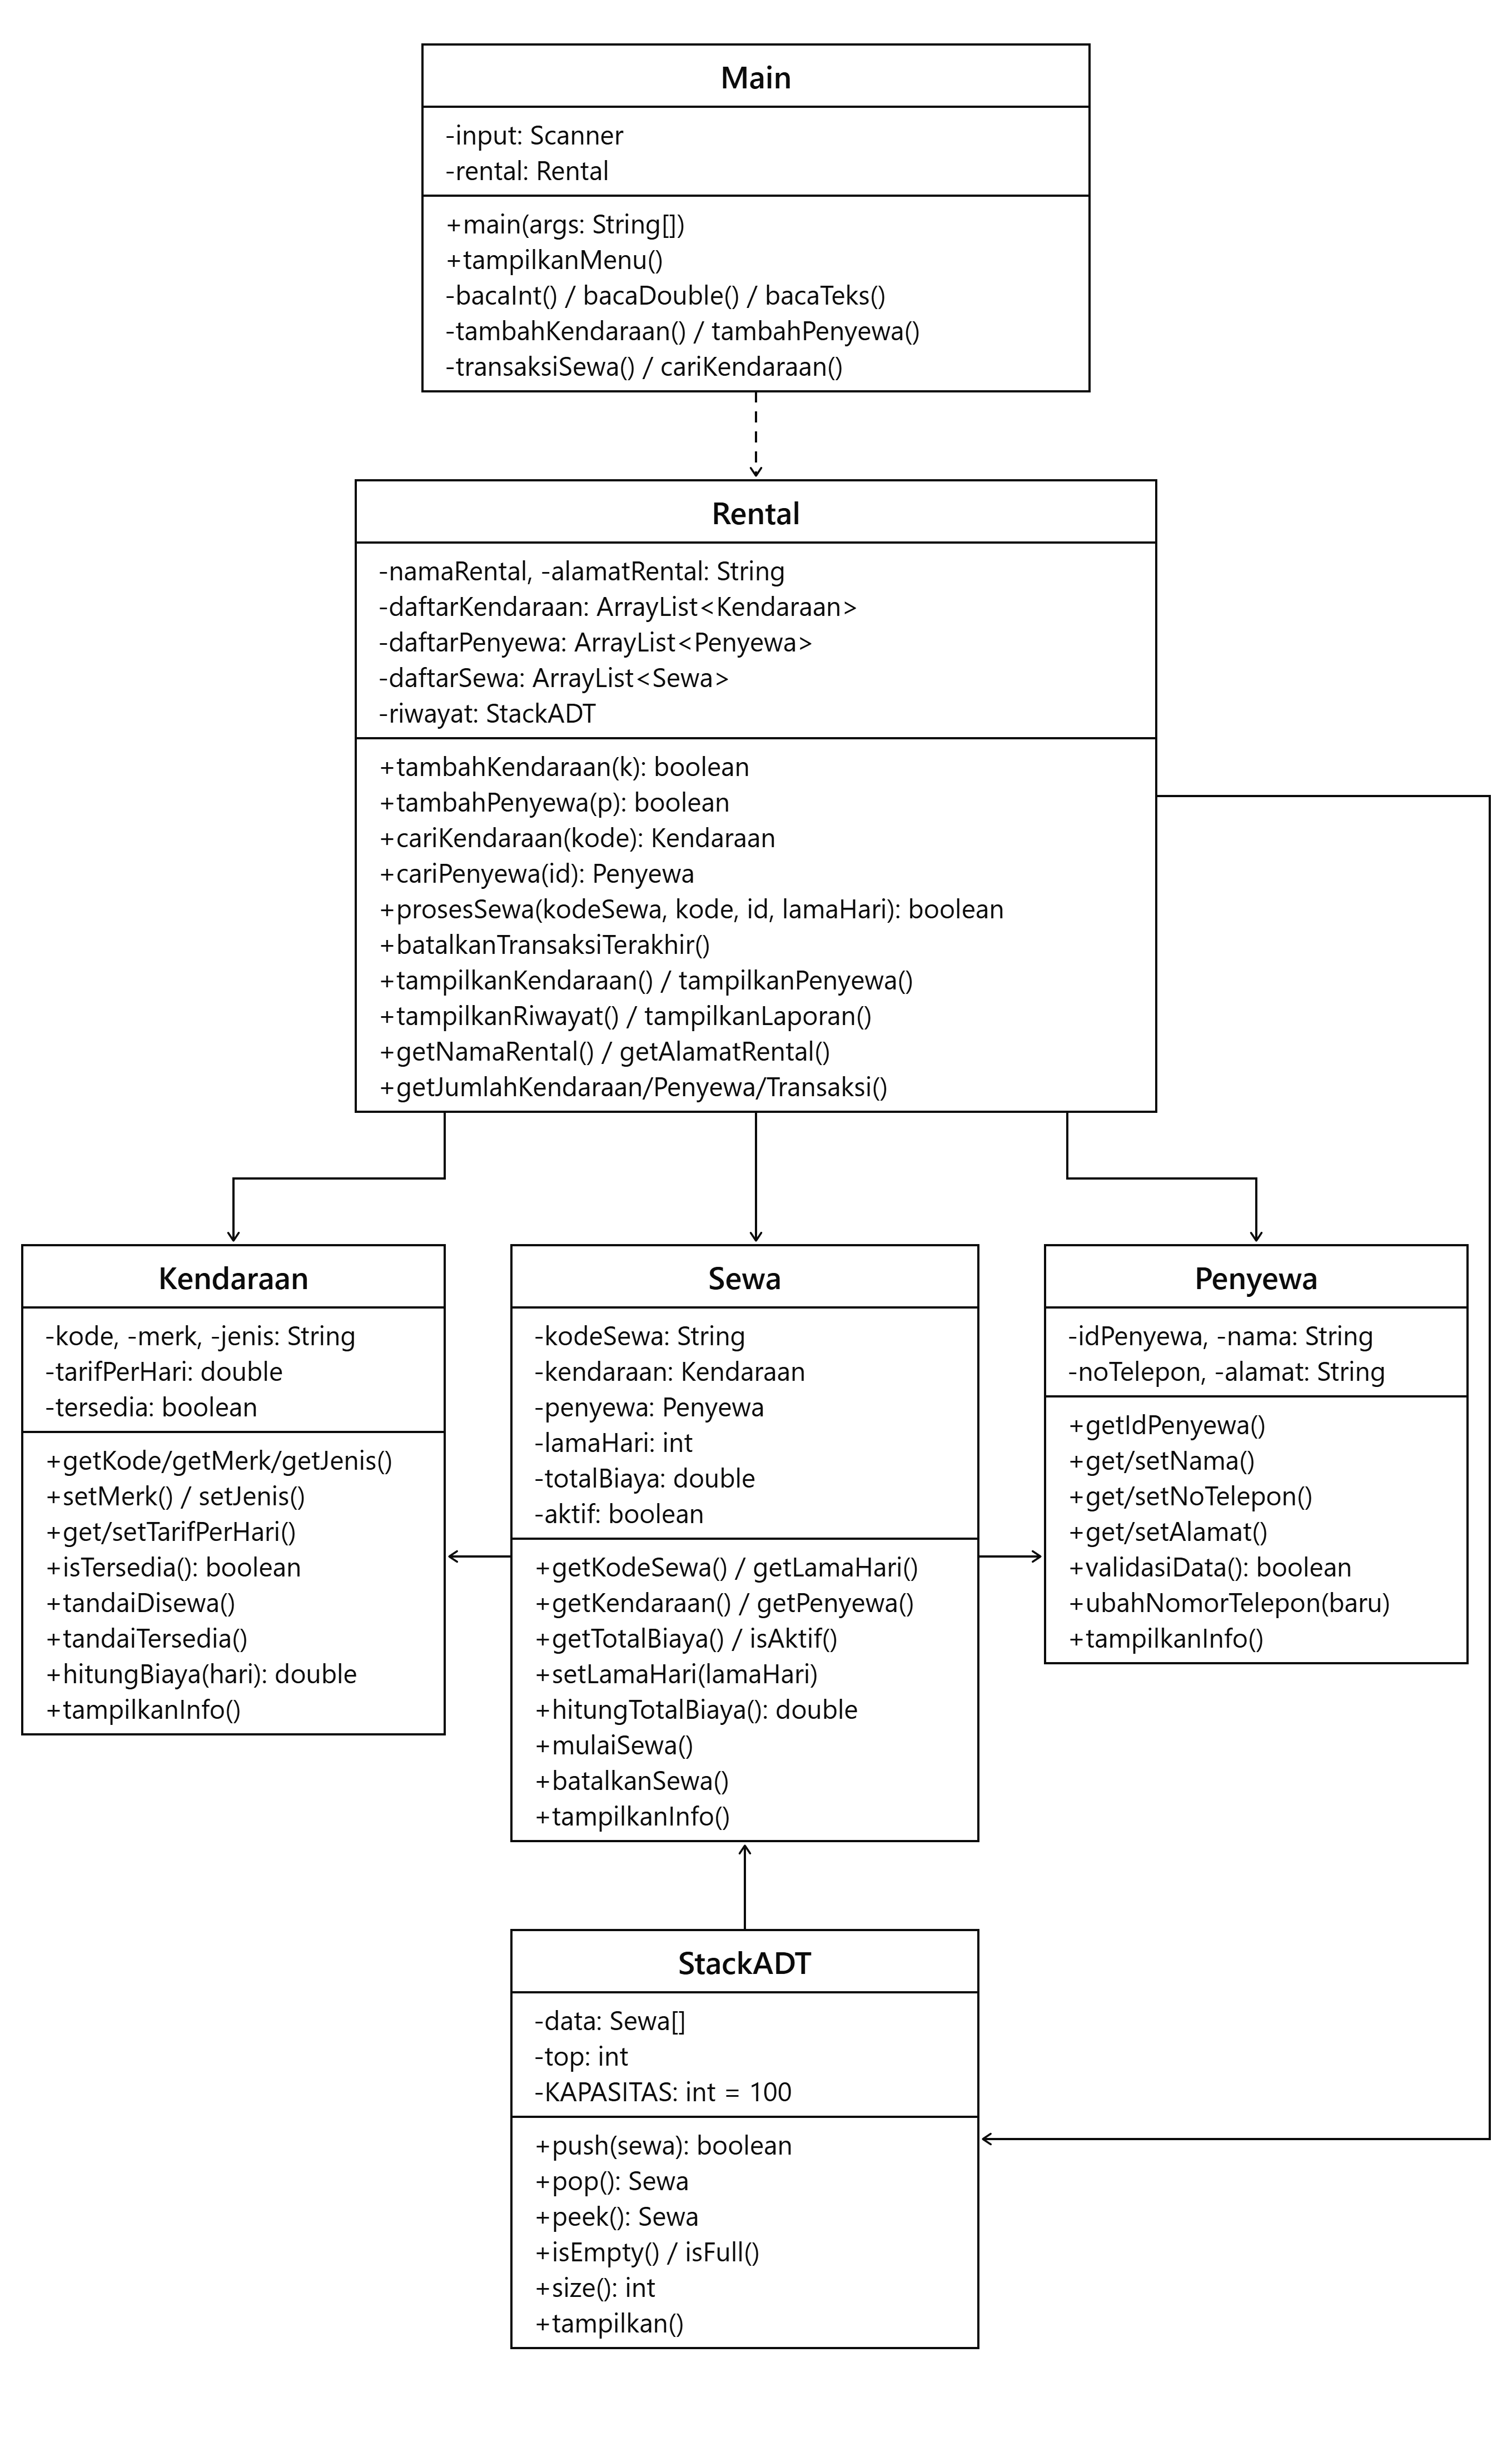 Main
-input: Scanner
-rental: Rental
+main(args: String[])
+tampilkanMenu()
-bacaInt() / bacaDouble() / bacaTeks()
-tambahKendaraan() / tambahPenyewa()
-transaksiSewa() / cariKendaraan()
Rental
-namaRental, -alamatRental: String
-daftarKendaraan: ArrayList<Kendaraan>
-daftarPenyewa: ArrayList<Penyewa>
-daftarSewa: ArrayList<Sewa>
-riwayat: StackADT
+tambahKendaraan(k): boolean
+tambahPenyewa(p): boolean
+cariKendaraan(kode): Kendaraan
+cariPenyewa(id): Penyewa
+prosesSewa(kodeSewa, kode, id, lamaHari): boolean
+batalkanTransaksiTerakhir()
+tampilkanKendaraan() / tampilkanPenyewa()
+tampilkanRiwayat() / tampilkanLaporan()
+getNamaRental() / getAlamatRental()
+getJumlahKendaraan/Penyewa/Transaksi()
Kendaraan
-kode, -merk, -jenis: String
-tarifPerHari: double
-tersedia: boolean
+getKode/getMerk/getJenis()
+setMerk() / setJenis()
+get/setTarifPerHari()
+isTersedia(): boolean
+tandaiDisewa()
+tandaiTersedia()
+hitungBiaya(hari): double
+tampilkanInfo()
Sewa
-kodeSewa: String
-kendaraan: Kendaraan
-penyewa: Penyewa
-lamaHari: int
-totalBiaya: double
-aktif: boolean
+getKodeSewa() / getLamaHari()
+getKendaraan() / getPenyewa()
+getTotalBiaya() / isAktif()
+setLamaHari(lamaHari)
+hitungTotalBiaya(): double
+mulaiSewa()
+batalkanSewa()
+tampilkanInfo()
Penyewa
-idPenyewa, -nama: String
-noTelepon, -alamat: String
+getIdPenyewa()
+get/setNama()
+get/setNoTelepon()
+get/setAlamat()
+validasiData(): boolean
+ubahNomorTelepon(baru)
+tampilkanInfo()
StackADT
-data: Sewa[]
-top: int
-KAPASITAS: int = 100
+push(sewa): boolean
+pop(): Sewa
+peek(): Sewa
+isEmpty() / isFull()
+size(): int
+tampilkan()